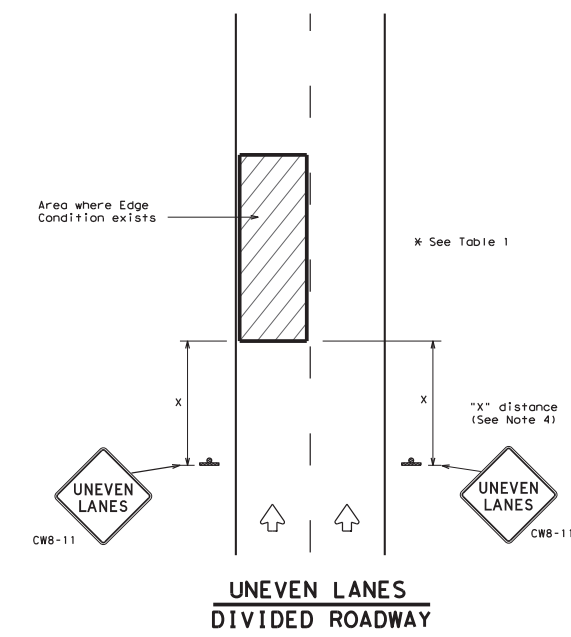 Area where Edge
Condition exists
* See Table 1
X
X
"X" distance
(See Note 4)
UNEVEN
LANES
UNEVEN
LANES
CW8-11
CW8-11
UNEVEN LANES
DIVIDED ROADWAY